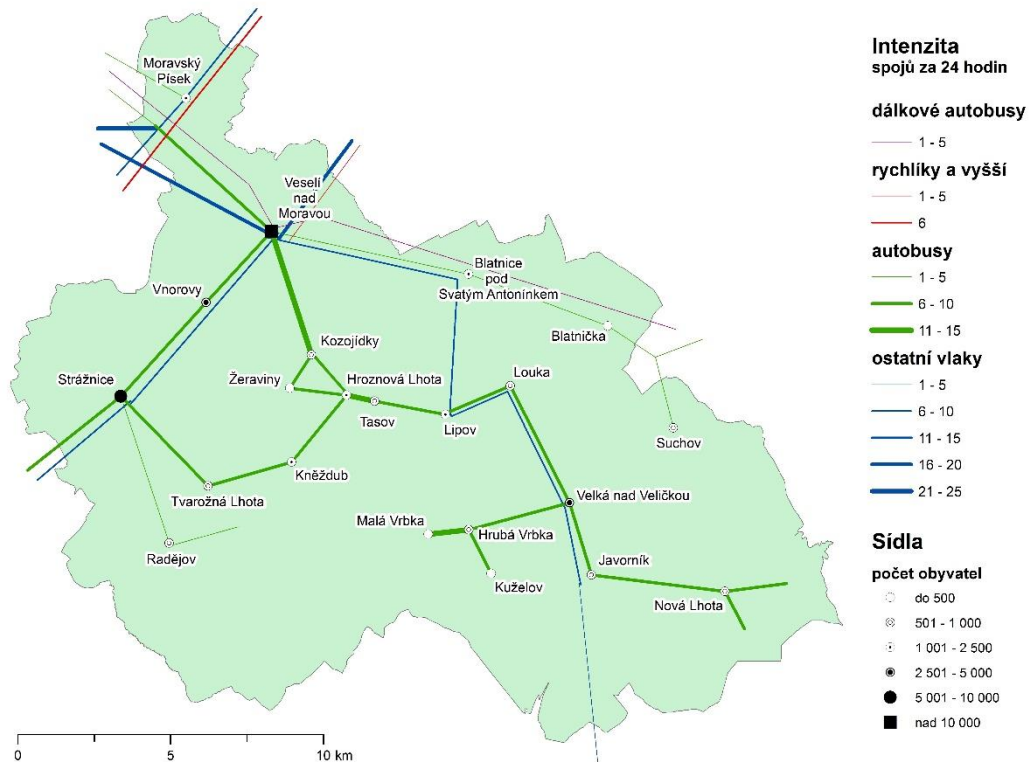 Moravský
Písek
Veselí
nad
Moravou
Vnorovy
Blatnice
pod
Svatým Antonínkem
Blatnička
Kozojídky
Strážnice
Žeraviny
Hroznová Lhota
Louka
Tasov
Lipov
Suchov
Kněždub
Tvarožná Lhota
Velká nad Veličkou
Malá Vrbka
Hrubá Vrbka
Radějov
Javorník
Kuželov
Nová Lhota
0
5
10 km
Intenzita
spojů za 24 hodin
dálkové autobusy
1 - 5
rychlíky a vyšší
1 - 5
6
autobusy
1 - 5
6 - 10
11 - 15
ostatní vlaky
1 - 5
6 - 10
11 - 15
16 - 20
21 - 25
Sídla
počet obyvatel
do 500
501 - 1 000
1 001 - 2 500
2 501 - 5 000
5 001 - 10 000
nad 10 000